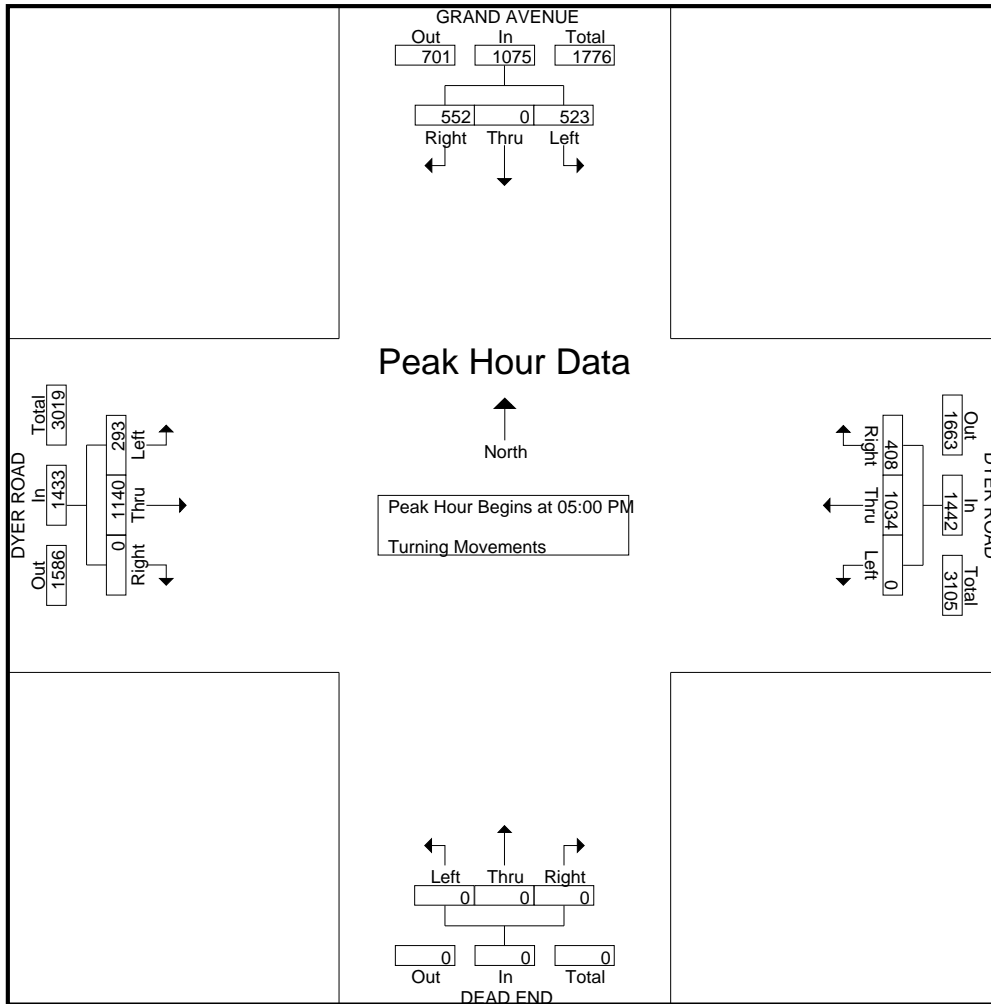 GRAND AVENUE
Out In Total
701 1075 1776
552 0 523
Right Thru Left
Peak Hour Data
North
Peak Hour Begins at 05:00 PM
Turning Movements
DYER ROAD
Out In Total
1586 1433 3019
Right Thru Left
0 1140 293
DYER ROAD
Out In Total
1663 1442 3105
Right Thru Left
408 1034 0
Left Thru Right
0 0 0
0 0 0
Out In Total
DEAD END